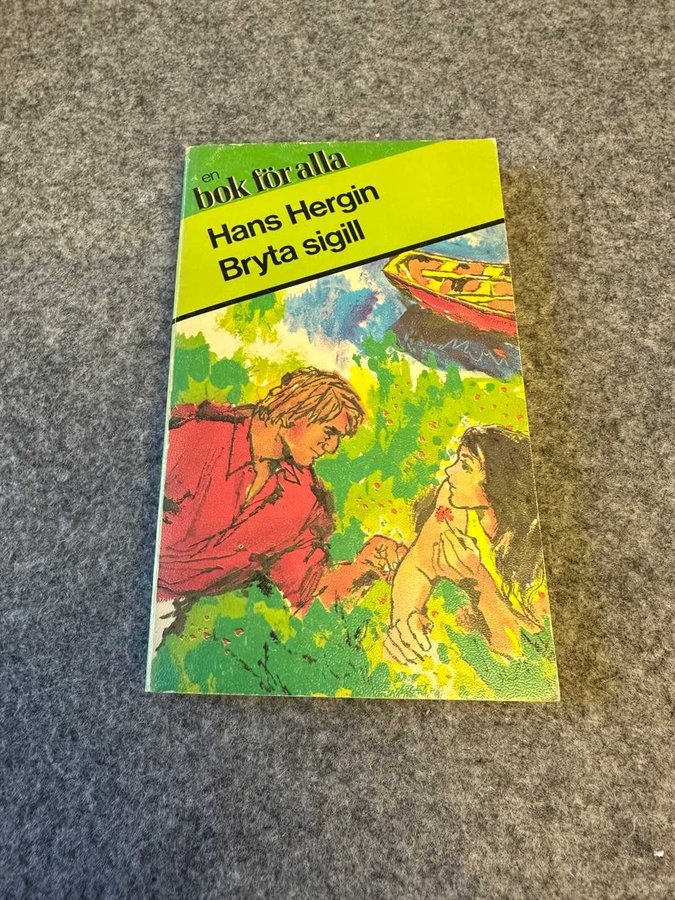 en
bok för alla
Hans Hergin
Bryta sigill